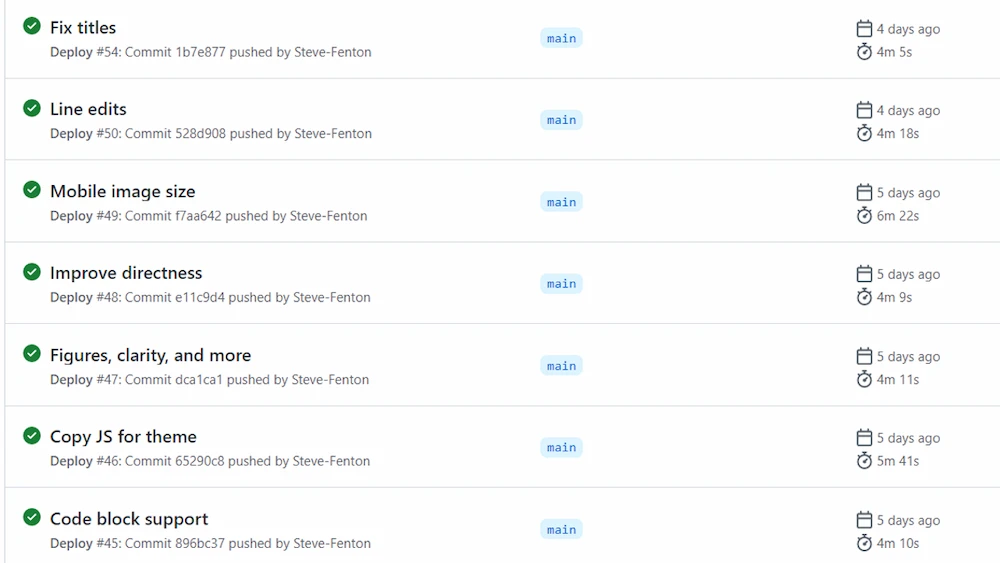 Fix titles
Deploy #54: Commit 1b7e877 pushed by Steve-Fenton
main
4 days ago
4m 5s
Line edits
Deploy #50: Commit 528d908 pushed by Steve-Fenton
main
4 days ago
4m 18s
Mobile image size
Deploy #49: Commit f7aa642 pushed by Steve-Fenton
main
5 days ago
6m 22s
Improve directness
Deploy #48: Commit e11c9d4 pushed by Steve-Fenton
main
5 days ago
4m 9s
Figures, clarity, and more
Deploy #47: Commit dca1ca1 pushed by Steve-Fenton
main
5 days ago
4m 11s
Copy JS for theme
Deploy #46: Commit 65290c8 pushed by Steve-Fenton
main
5 days ago
5m 41s
Code block support
Deploy #45: Commit 896bc37 pushed by Steve-Fenton
main
5 days ago
4m 10s